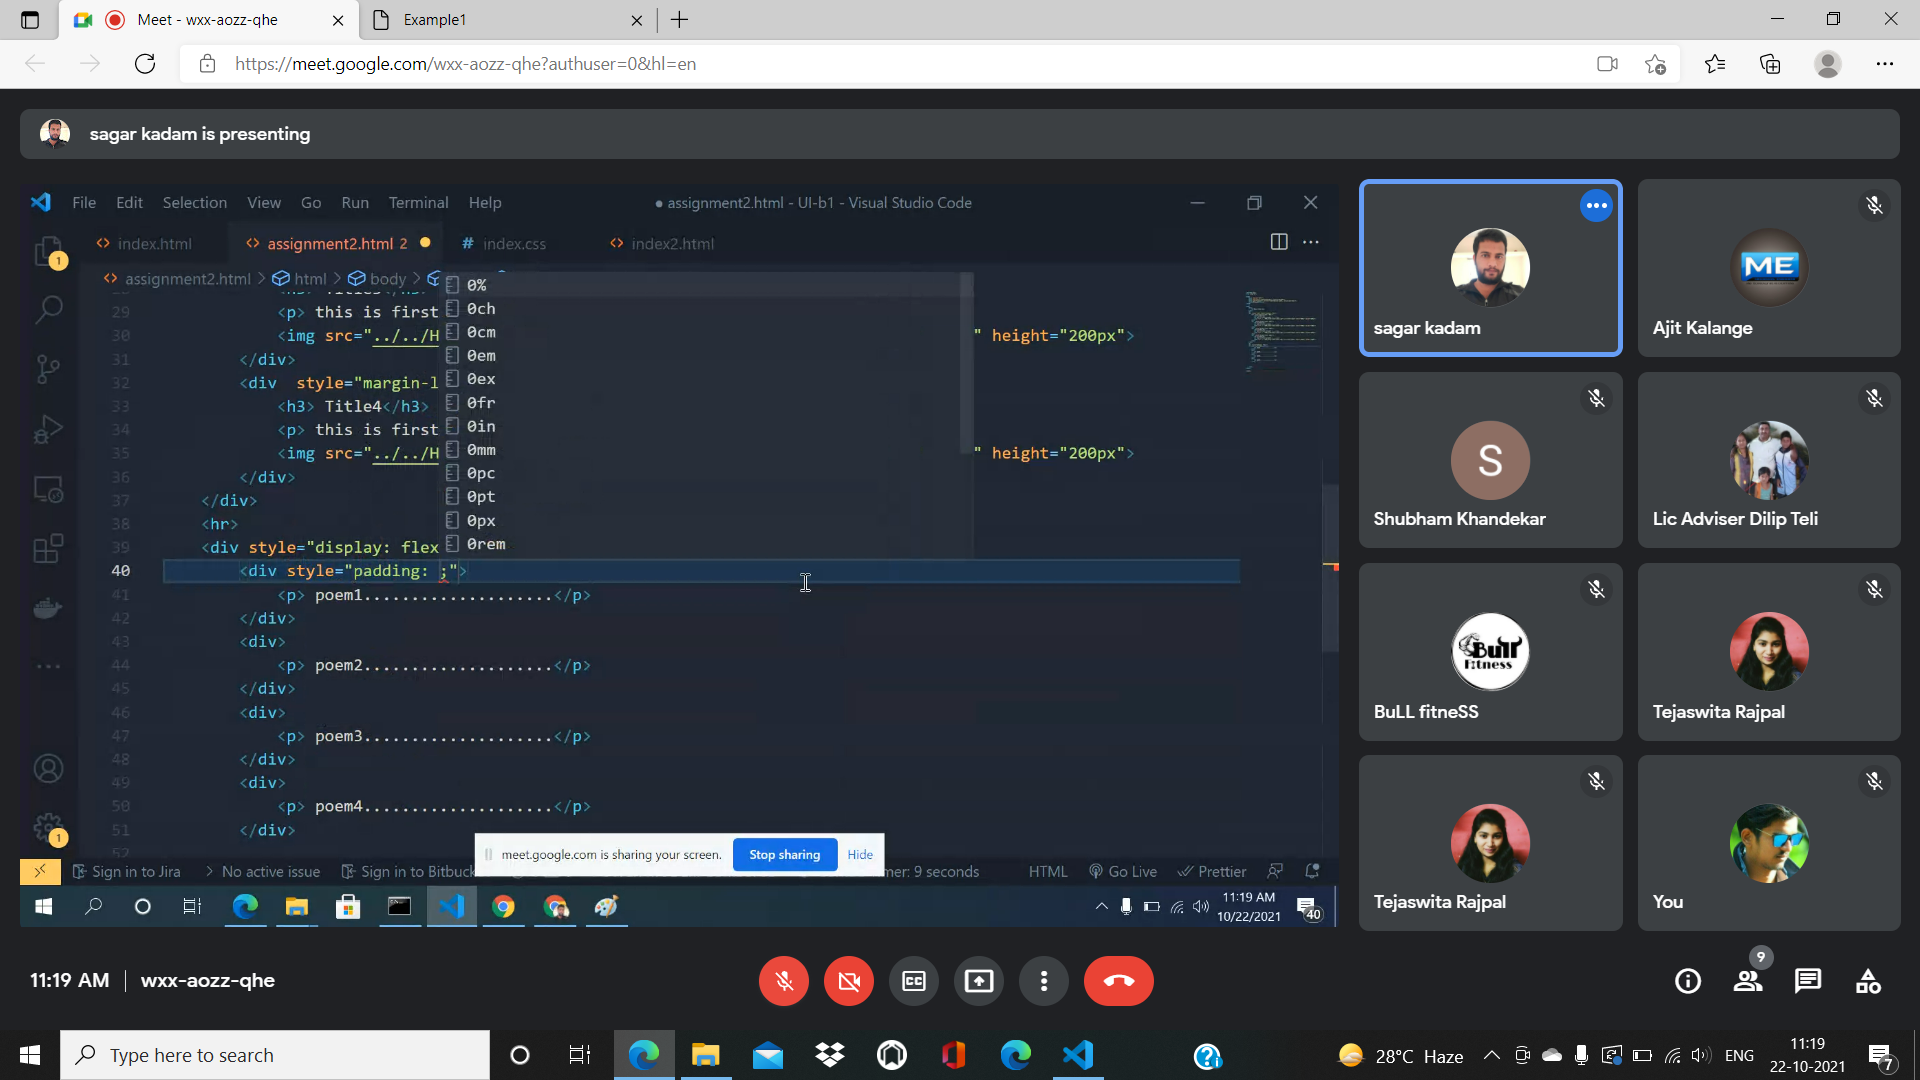 Meet - wxx-aozz-qhe
Example1
https://meet.google.com/wxx-aozz-qhe?authuser=0&hl=en
sagar kadam is presenting
File Edit Selection View Go Run Terminal Help
● assignment2.html - UI-b1 - Visual Studio Code
index.html
assignment2.html 2
# index.css
index2.html
assignment2.html > html > body >
29 <p> this is first
30 <img src="../../H " height="200px">
31 </div>
32 <div style="margin-l
33 <h3> Title4</h3>
34 <p> this is first
35 <img src="../../H " height="200px">
36 </div>
37 </div>
38 <hr>
39 <div style="display: flex
40 <div style="padding: ;">
41 <p> poem1....................</p>
42 </div>
43 <div>
44 <p> poem2....................</p>
45 </div>
46 <div>
47 <p> poem3....................</p>
48 </div>
49 <div>
50 <p> poem4....................</p>
51 </div>
52
0%
0ch
0cm
0em
0ex
0fr
0in
0mm
0pc
0pt
0px
0rem
1
1
meet.google.com is sharing your screen.
Stop sharing
Hide
Sign in to Jira
No active issue
Sign in to Bitbuck
mer: 9 seconds
HTML
Go Live
Prettier
11:19 AM
10/22/2021
40
sagar kadam
ME
Ajit Kalange
S
Shubham Khandekar
Lic Adviser Dilip Teli
Bull
Fitness
BuLL fitneSS
Tejaswita Rajpal
Tejaswita Rajpal
You
11:19 AM
wxx-aozz-qhe
CC
9
Type here to search
28°C Haze
ENG
11:19
22-10-2021
7